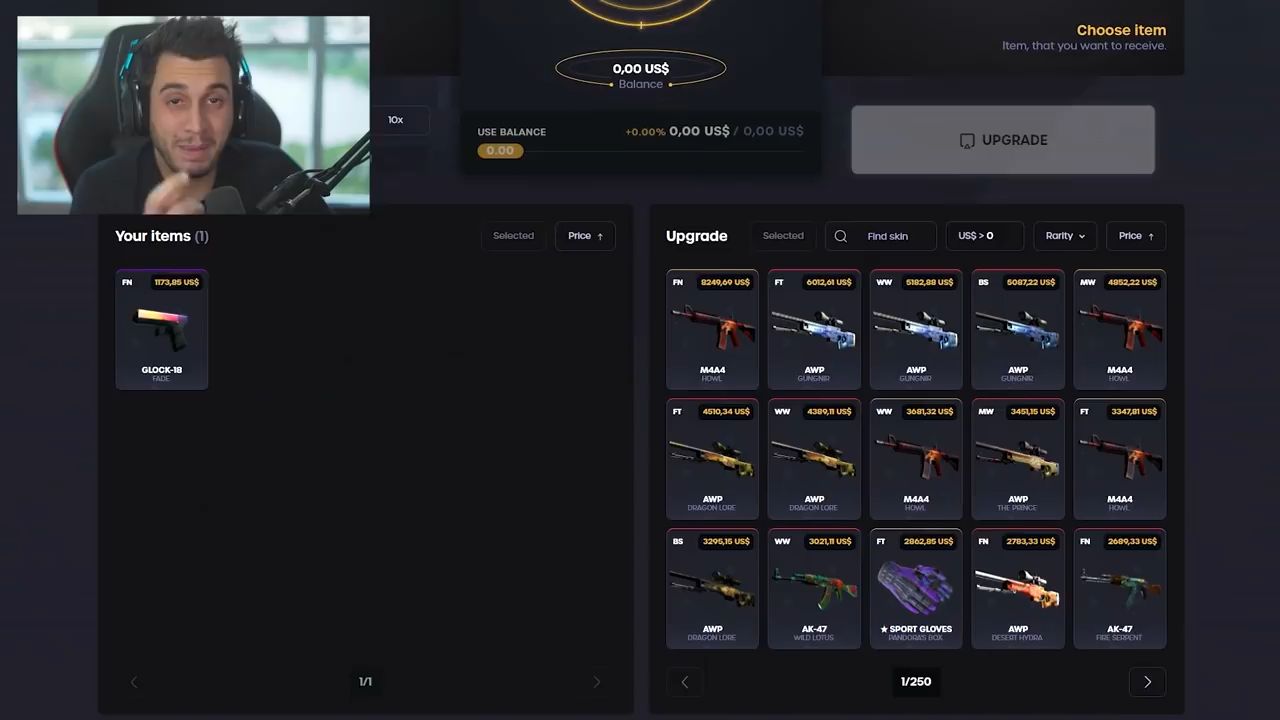 Choose item
Item, that you want to receive.
0,00 US$
Balance
10x
USE BALANCE
+0.00% 0,00 US$ / 0,00 US$
0.00
UPGRADE
Your items (1)
Selected
Price ↑
FN 1173,85 US$
GLOCK-18
FADE
1/1
Upgrade
Selected
Find skin
US$ > 0
Rarity
Price ↑
FN 8249,69 US$
M4A4
HOWL
FT 6012,61 US$
AWP
GUNGNIR
WW 5182,88 US$
AWP
GUNGNIR
BS 5087,22 US$
AWP
GUNGNIR
MW 4852,22 US$
M4A4
HOWL
FT 4510,34 US$
AWP
DRAGON LORE
WW 4389,11 US$
AWP
DRAGON LORE
WW 3681,32 US$
M4A4
HOWL
MW 3451,15 US$
AWP
THE PRINCE
FT 3347,81 US$
M4A4
HOWL
BS 3295,15 US$
AWP
DRAGON LORE
WW 3021,11 US$
AK-47
WILD LOTUS
FT 2862,85 US$
★ SPORT GLOVES
PANDORA'S BOX
FN 2783,33 US$
AWP
DESERT HYDRA
FN 2689,33 US$
AK-47
FIRE SERPENT
1/250